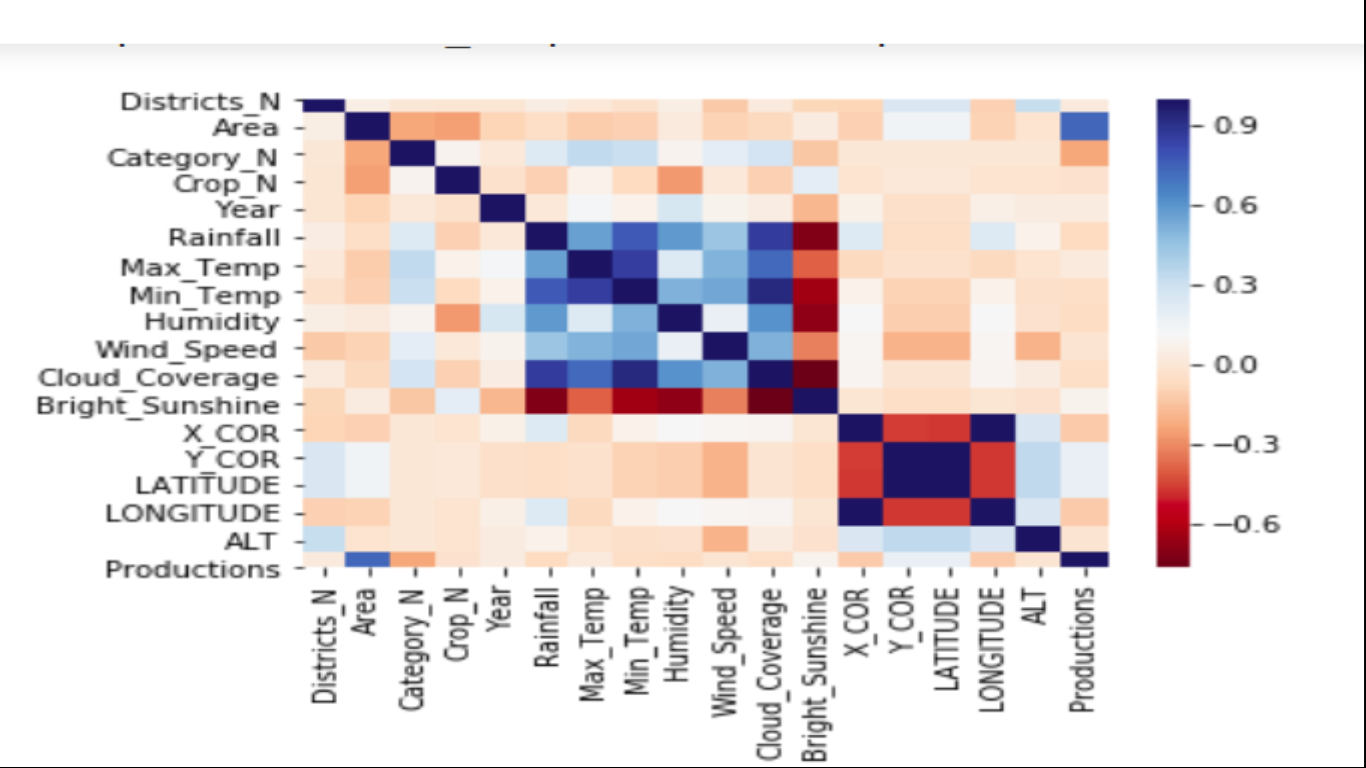 Districts_N
Area
Category_N
Crop_N
Year
Rainfall
Max_Temp
Min_Temp
Humidity
Wind_Speed
Cloud_Coverage
Bright_Sunshine
X_COR
Y_COR
LATITUDE
LONGITUDE
ALT
Productions
0.9
0.6
0.3
0.0
−0.3
−0.6
Districts_N
Area
Category_N
Crop_N
Year
Rainfall
Max_Temp
Min_Temp
Humidity
Wind_Speed
Cloud_Coverage
Bright_Sunshine
X_COR
Y_COR
LATITUDE
LONGITUDE
ALT
Productions